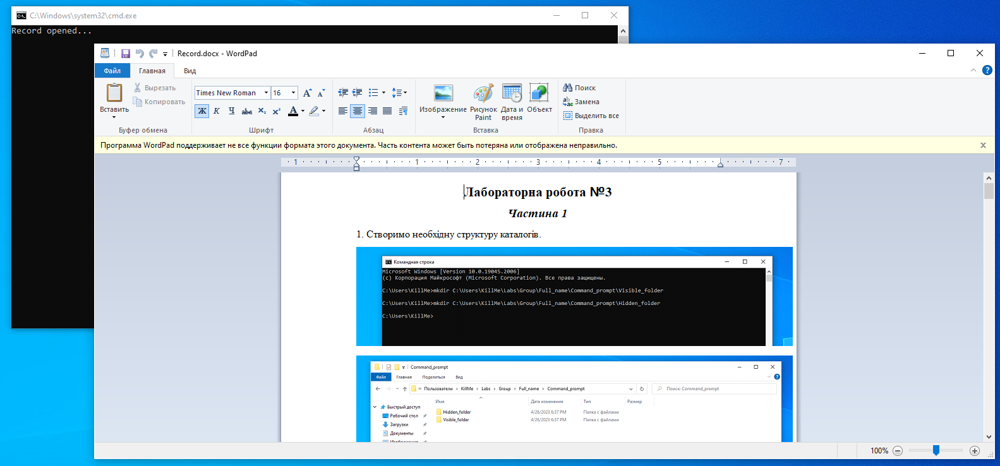 C:\Windows\system32\cmd.exe
Record opened...
Record.docx - WordPad
Файл Главная Вид
Вставить
Вырезать
Копировать
Буфер обмена
Times New Roman 16
Ж К Ч abc X₂ X² A
Шрифт
Абзац
Изображение
Рисунок Paint
Дата и время
Объект
Вставка
Поиск
Замена
Выделить все
Правка
Программа WordPad поддерживает не все функции формата этого документа. Часть контента может быть потеряна или отображена неправильно.
1 1 2 3 4 5 7
Лабораторна робота №3
Частина 1
1. Створимо необхідну структуру каталогів.
Командная строка
Microsoft Windows [Version 10.0.19045.2006]
(c) Корпорация Майкрософт (Microsoft Corporation). Все права защищены.
C:\Users\KillMe>mkdir C:\Users\KillMe\Labs\Group\Full_name\Command_prompt\Visible_folder
C:\Users\KillMe>mkdir C:\Users\KillMe\Labs\Group\Full_name\Command_prompt\Hidden_folder
C:\Users\KillMe>
Command_prompt
Файл Главная Поделиться Вид
« Пользователи › KillMe › Labs › Group › Full_name › Command_prompt
Поиск: Command_prompt
Имя Дата изменения Тип Размер
Быстрый доступ
Рабочий стол
Загрузки
Документы
Hidden_folder 4/26/2023 6:37 PM Папка с файлами
Visible_folder 4/26/2023 6:37 PM Папка с файлами
100%